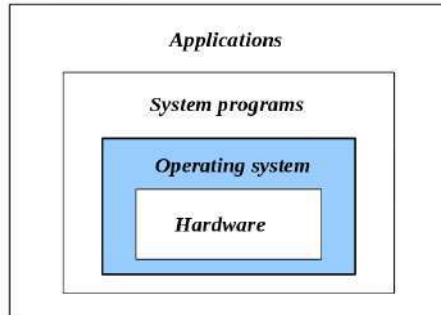 Applications
System programs
Operating system
Hardware